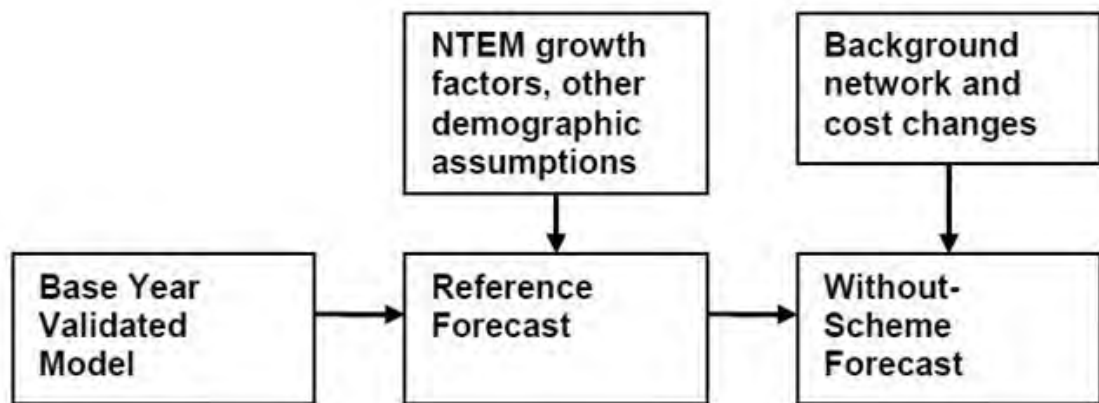 NTEM growth
factors, other
demographic
assumptions
Background
network and
cost changes
Base Year
Validated
Model
Reference
Forecast
Without-
Scheme
Forecast